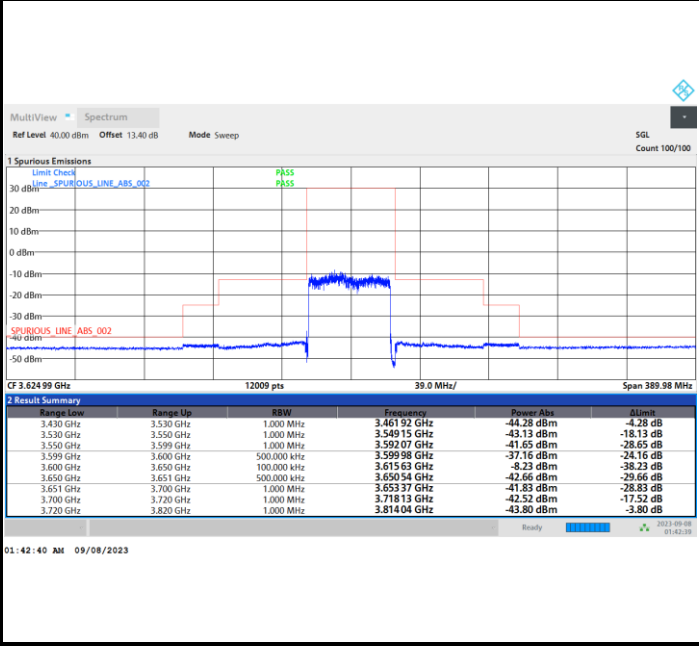 MultiView Spectrum
Ref Level 40.00 dBm Offset 13.40 dB Mode Sweep SGL
Count 100/100
1 Spurious Emissions
Limit Check PASS
Line _SPURIOUS_LINE_ABS_002 PASS
30 dBm
20 dBm
10 dBm
0 dBm
-10 dBm
-20 dBm
-30 dBm
_SPURIOUS_LINE_ABS_002
-40 dBm
-50 dBm
CF 3.624 99 GHz 12009 pts 39.0 MHz/ Span 389.98 MHz
2 Result Summary
Range Low Range Up RBW Frequency Power Abs ΔLimit
3.430 GHz 3.530 GHz 1.000 MHz 3.461 92 GHz -44.28 dBm -4.28 dB
3.530 GHz 3.550 GHz 1.000 MHz 3.549 15 GHz -43.13 dBm -18.13 dB
3.550 GHz 3.599 GHz 1.000 MHz 3.592 07 GHz -41.65 dBm -28.65 dB
3.599 GHz 3.600 GHz 500.000 kHz 3.599 98 GHz -37.16 dBm -24.16 dB
3.600 GHz 3.650 GHz 100.000 kHz 3.615 63 GHz -8.23 dBm -38.23 dB
3.650 GHz 3.651 GHz 500.000 kHz 3.650 54 GHz -42.66 dBm -29.66 dB
3.651 GHz 3.700 GHz 1.000 MHz 3.653 37 GHz -41.83 dBm -28.83 dB
3.700 GHz 3.720 GHz 1.000 MHz 3.718 13 GHz -42.52 dBm -17.52 dB
3.720 GHz 3.820 GHz 1.000 MHz 3.814 04 GHz -43.80 dBm -3.80 dB
Ready 2023-09-08
01:42:39
01:42:40 AM 09/08/2023